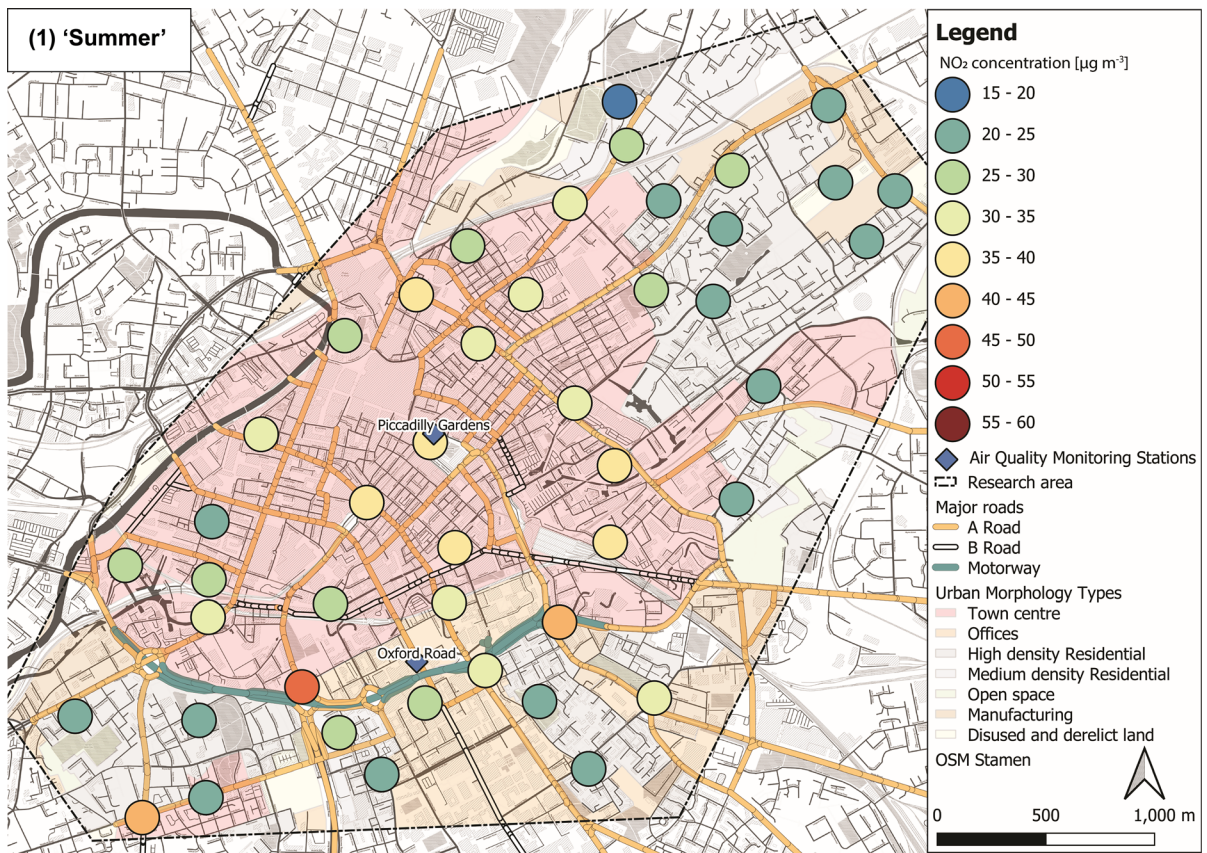 (1) ‘Summer’
Piccadilly Gardens
Oxford Road
Legend
NO₂ concentration [µg m⁻³]
15 - 20
20 - 25
25 - 30
30 - 35
35 - 40
40 - 45
45 - 50
50 - 55
55 - 60
Air Quality Monitoring Stations
Research area
Major roads
A Road
B Road
Motorway
Urban Morphology Types
Town centre
Offices
High density Residential
Medium density Residential
Open space
Manufacturing
Disused and derelict land
OSM Stamen
0 500 1,000 m